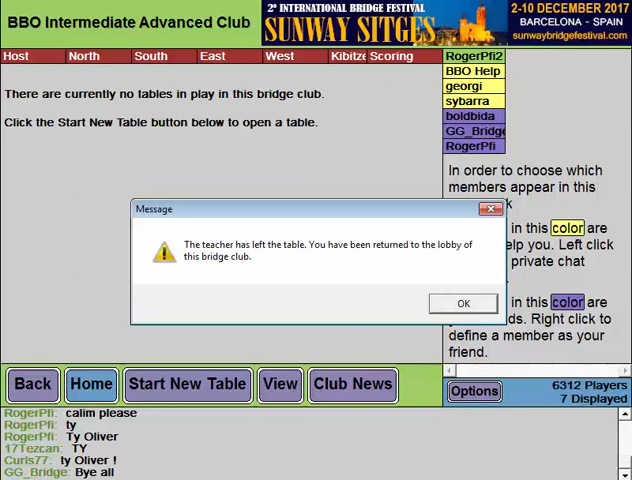 BBO Intermediate Advanced Club
2º INTERNATIONAL BRIDGE FESTIVAL
SUNWAY SITGES
2-10 DECEMBER 2017
BARCELONA - SPAIN
sunwaybridgefestival.com
Host North South East West Kibitze Scoring
There are currently no tables in play in this bridge club.
Click the Start New Table button below to open a table.
RogerPfi2
BBO Help
georgi
sybarra
boldbida
GG_Bridge
RogerPfi
In order to choose which
members appear in this
in this color are
elp you. Left click
private chat
in this color are
ds. Right click to
define a member as your
friend.
Message
The teacher has left the table. You have been returned to the lobby of
this bridge club.
OK
Back Home Start New Table View Club News
Options
6312 Players
7 Displayed
RogerPfi: calim please
RogerPfi: ty
RogerPfi: Ty Oliver
17Tezcan: TY
Curls77: ty Oliver !
GG_Bridge: Bye all